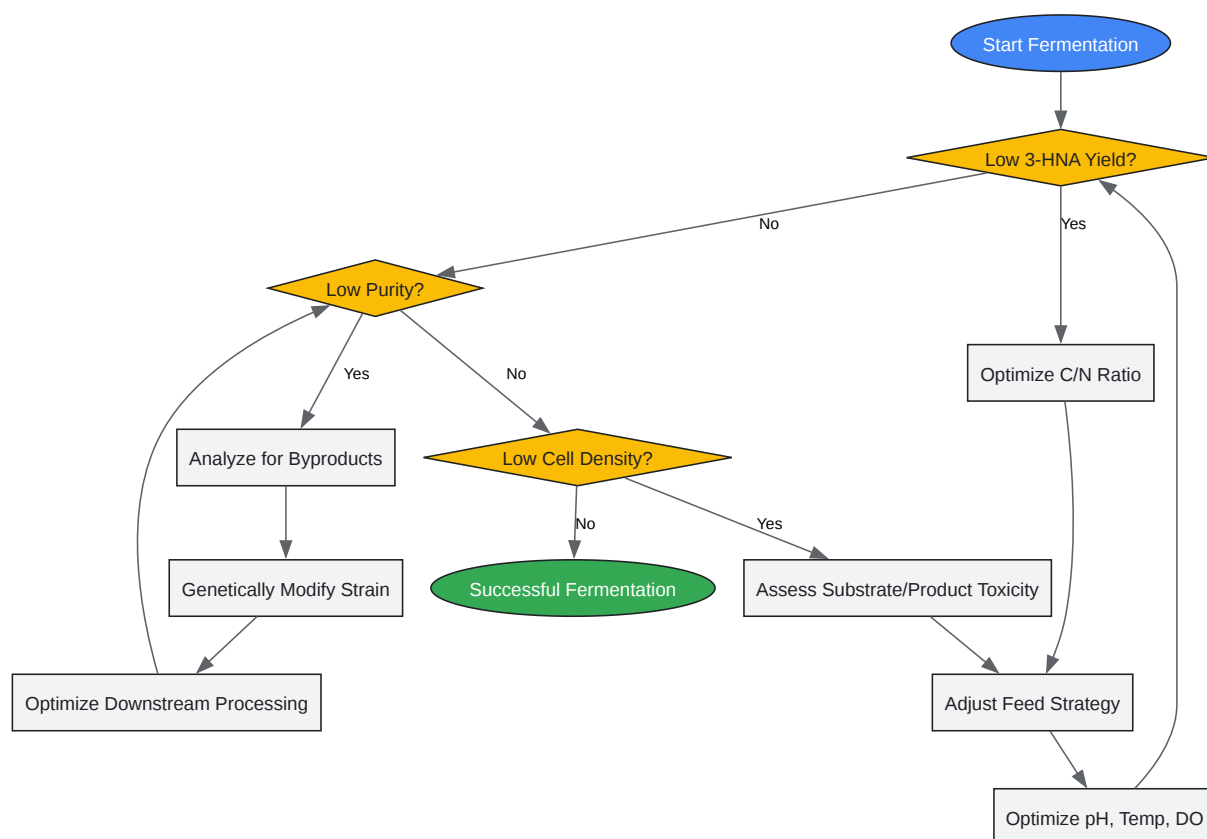 Start Fermentation
Low 3-HNA Yield?
No
Yes
Low Purity?
Optimize C/N Ratio
Yes
No
Analyze for Byproducts
Low Cell Density?
No
Yes
Genetically Modify Strain
Successful Fermentation
Assess Substrate/Product Toxicity
Optimize Downstream Processing
Adjust Feed Strategy
Optimize pH, Temp, DO